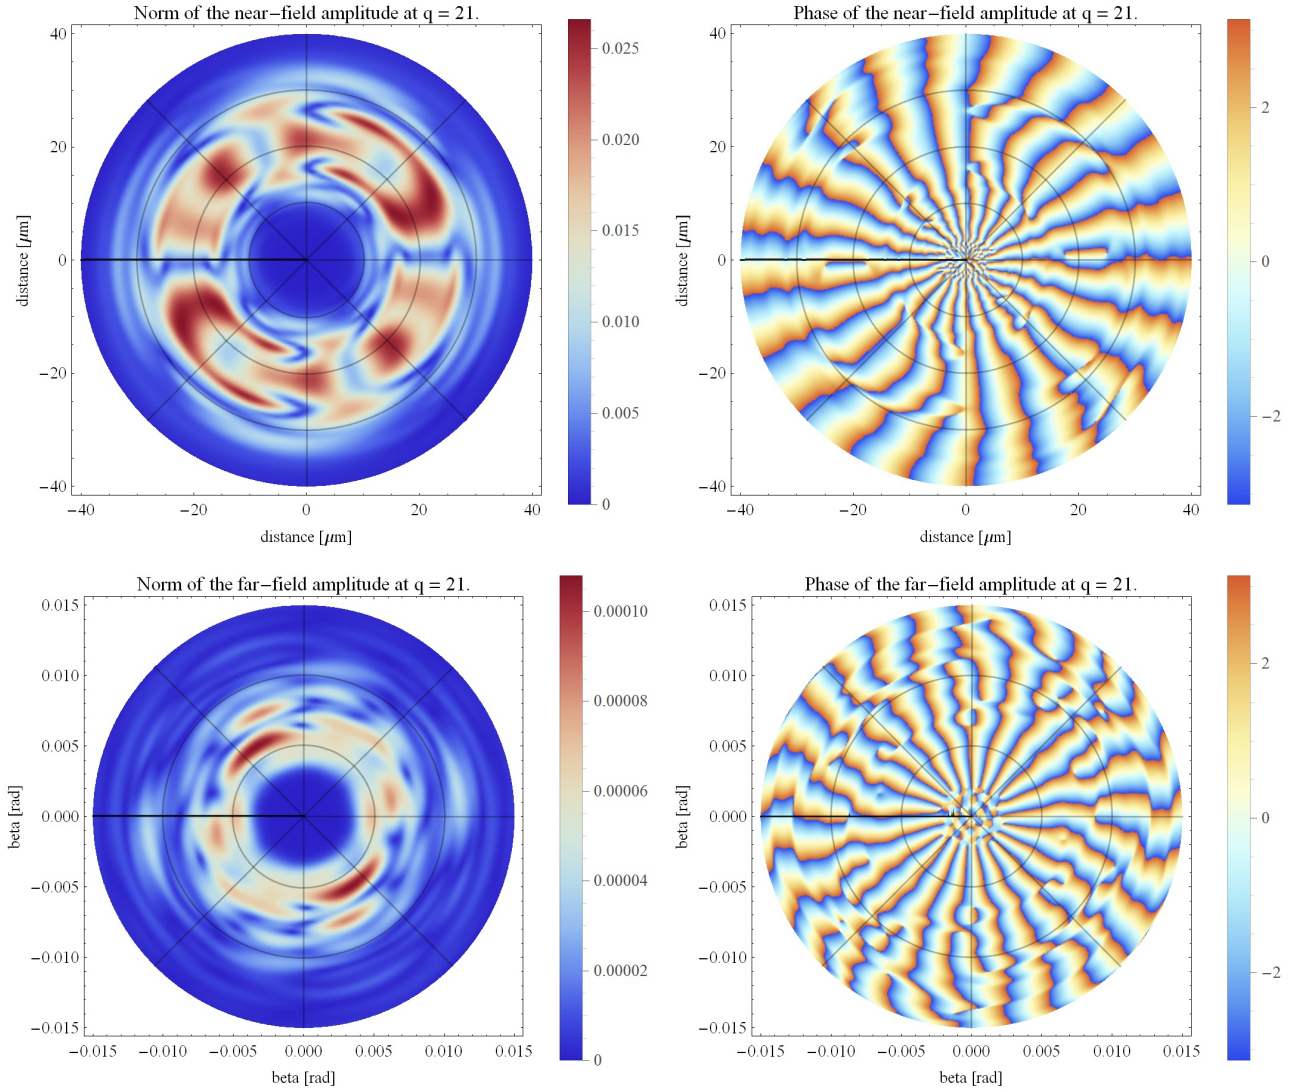 Norm of the near−field amplitude at q = 21.
40
20
0
−20
−40
distance [μm]
−40 −20 0 20 40
distance [μm]
0.025
0.020
0.015
0.010
0.005
0
Phase of the near−field amplitude at q = 21.
40
20
0
−20
−40
distance [μm]
−40 −20 0 20 40
distance [μm]
2
0
−2
Norm of the far−field amplitude at q = 21.
0.015
0.010
0.005
0.000
−0.005
−0.010
−0.015
beta [rad]
−0.015 −0.010 −0.005 0.000 0.005 0.010 0.015
beta [rad]
0.00010
0.00008
0.00006
0.00004
0.00002
0
Phase of the far−field amplitude at q = 21.
0.015
0.010
0.005
0.000
−0.005
−0.010
−0.015
beta [rad]
−0.015 −0.010 −0.005 0.000 0.005 0.010 0.015
beta [rad]
2
0
−2